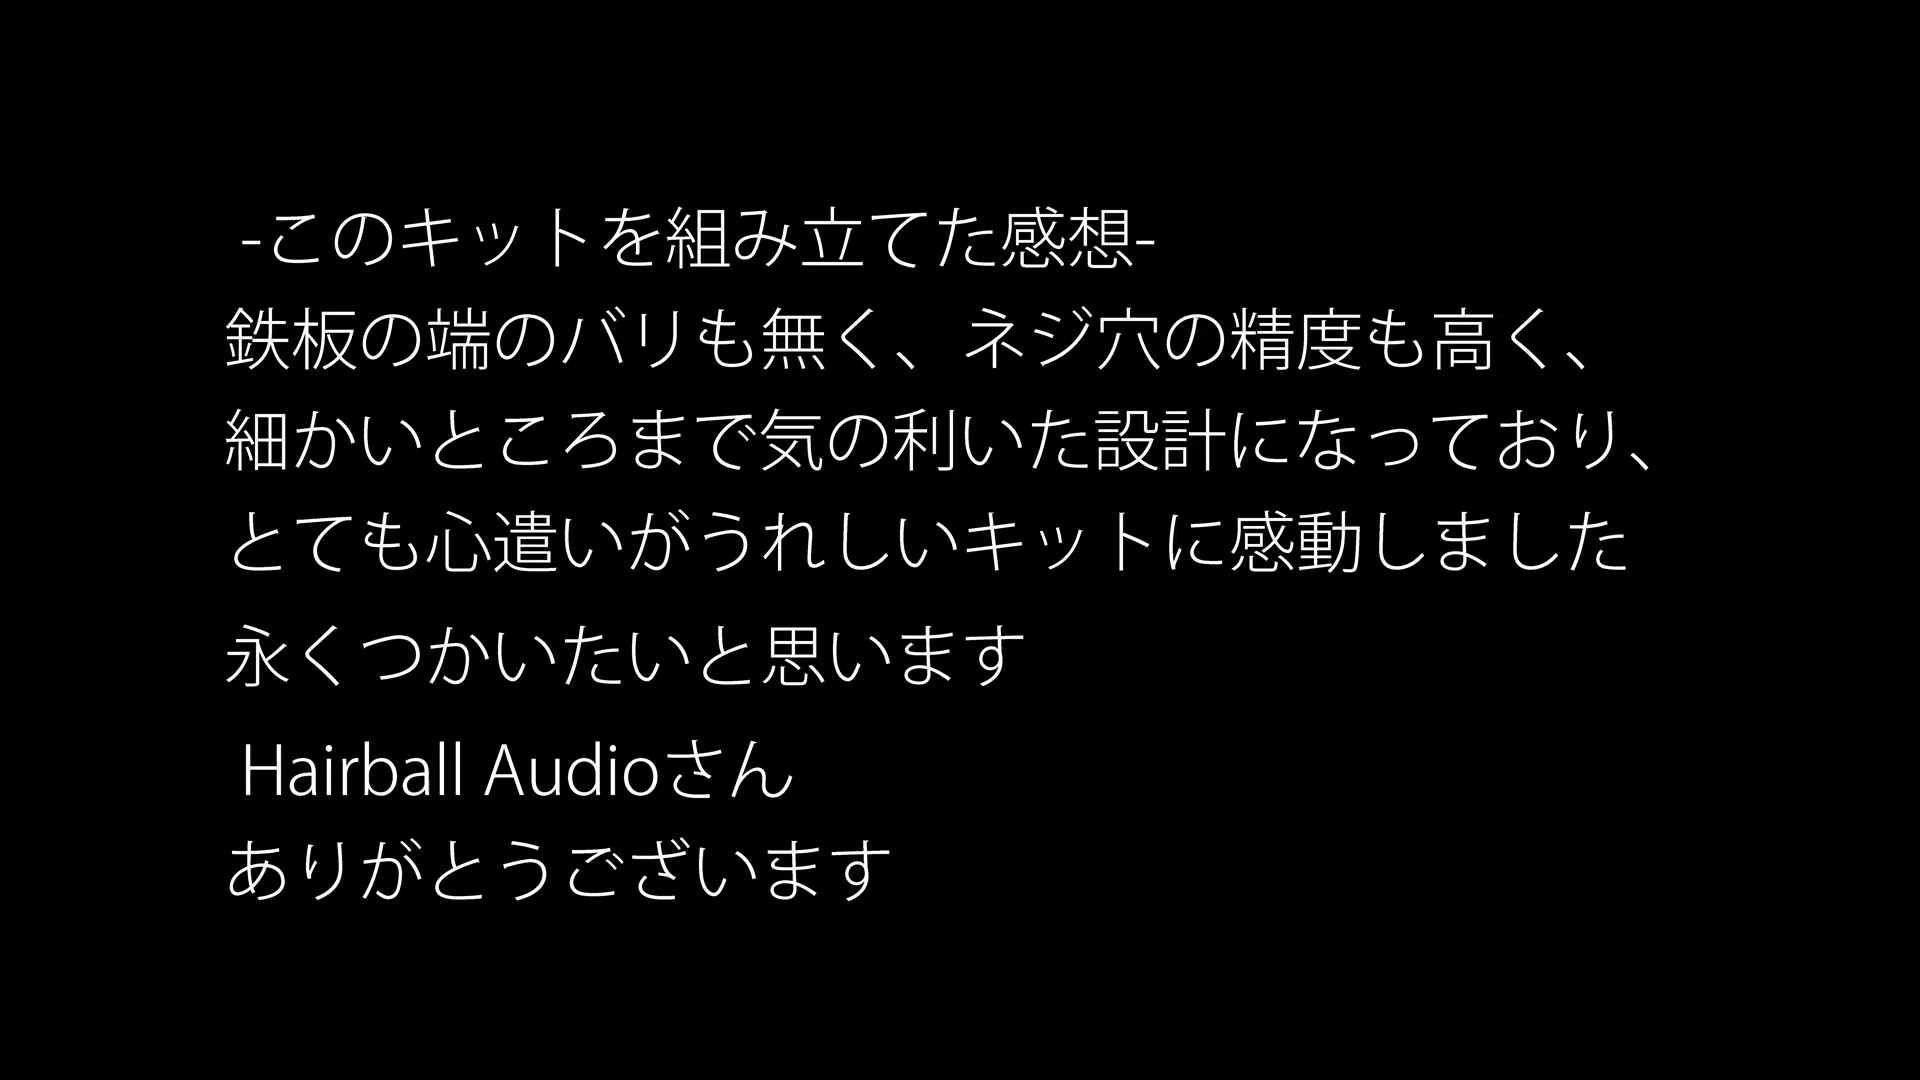 -このキットを組み立てた感想-
鉄板の端のバリも無く、ネジ穴の精度も高く、
細かいところまで気の利いた設計になっており、
とても心遣いがうれしいキットに感動しました
永くつかいたいと思います
Hairball Audioさん
ありがとうございます